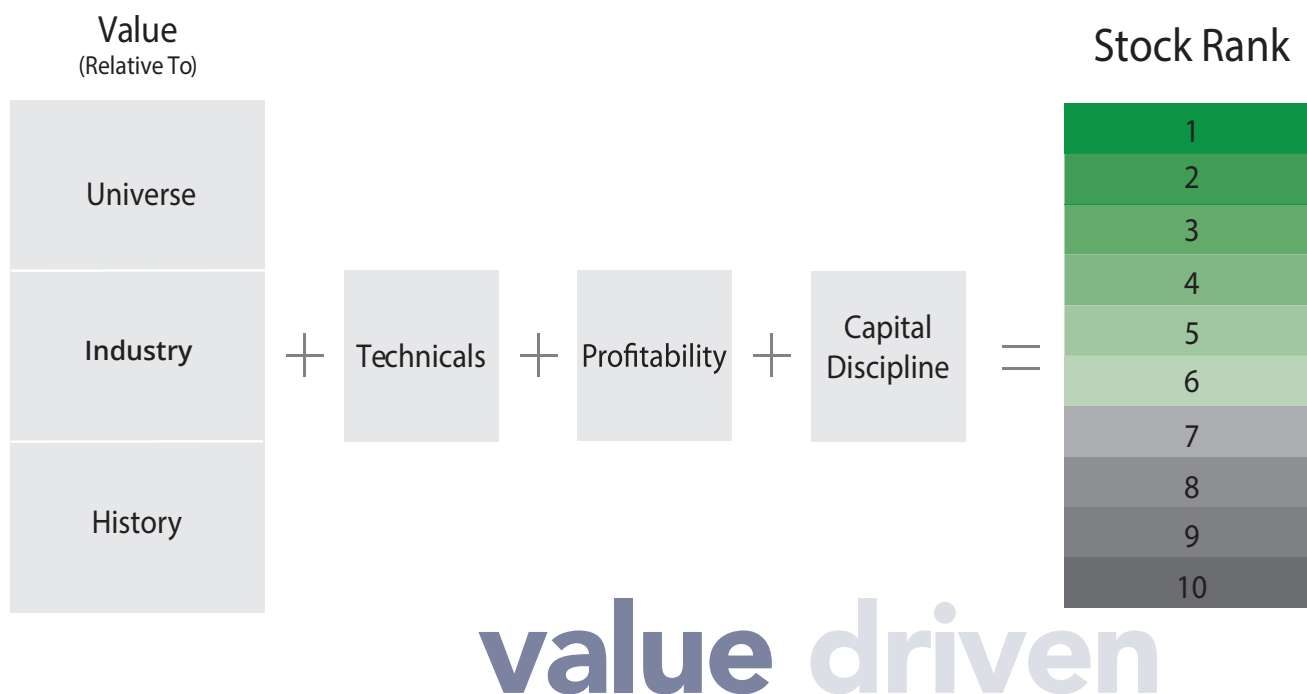 Value
(Relative To)
Stock Rank
Universe
Industry
History
+
Technicals
+
Profitability
+
Capital
Discipline
=
1
2
3
4
5
6
7
8
9
10
value driven